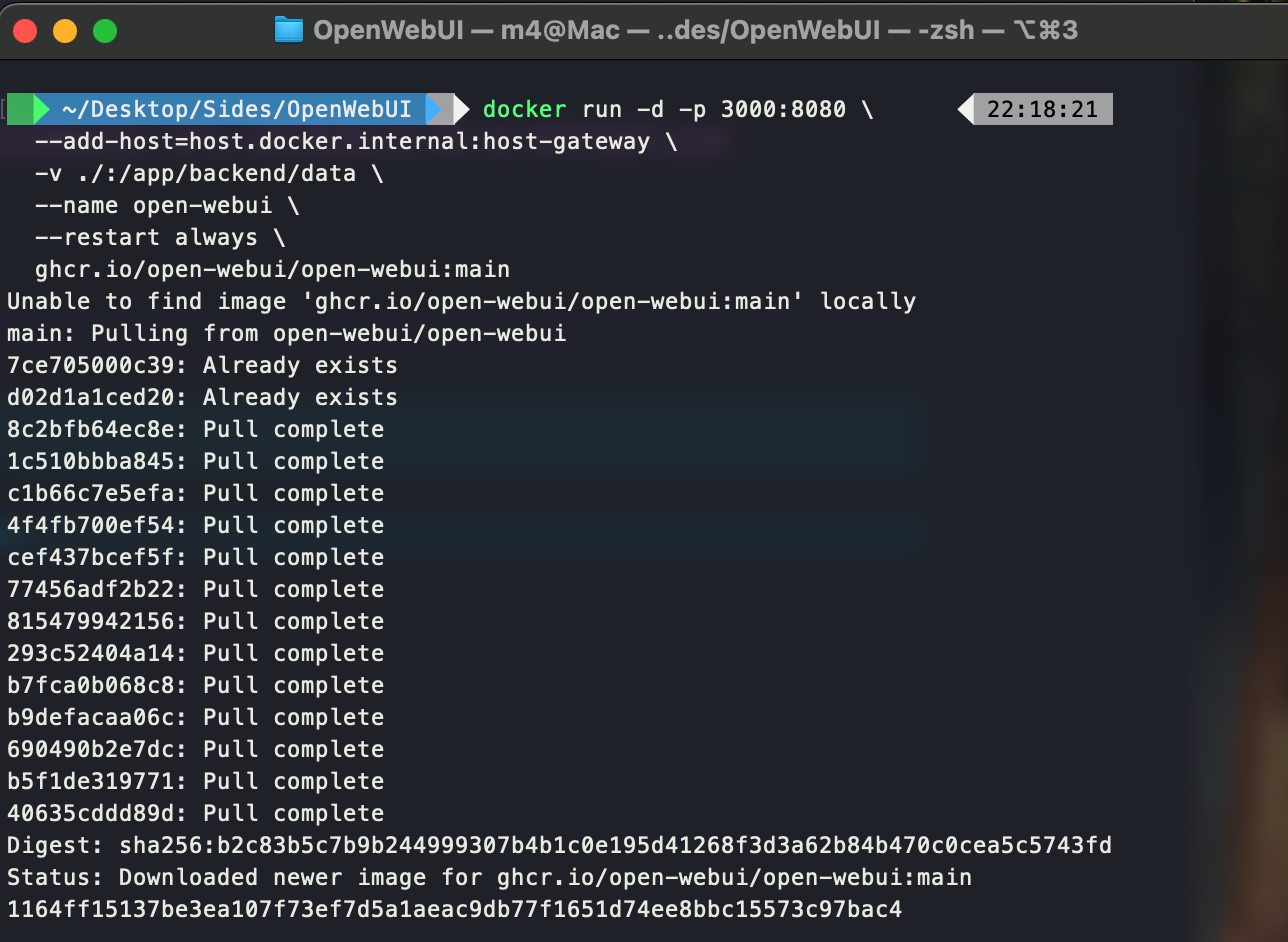 OpenWebUI — m4@Mac — ..des/OpenWebUI — -zsh — ⌥⌘3
~/Desktop/Sides/OpenWebUI docker run -d -p 3000:8080 \ 22:18:21
--add-host=host.docker.internal:host-gateway \
-v ./:/app/backend/data \
--name open-webui \
--restart always \
ghcr.io/open-webui/open-webui:main
Unable to find image 'ghcr.io/open-webui/open-webui:main' locally
main: Pulling from open-webui/open-webui
7ce705000c39: Already exists
d02d1a1ced20: Already exists
8c2bfb64ec8e: Pull complete
1c510bbba845: Pull complete
c1b66c7e5efa: Pull complete
4f4fb700ef54: Pull complete
cef437bcef5f: Pull complete
77456adf2b22: Pull complete
815479942156: Pull complete
293c52404a14: Pull complete
b7fca0b068c8: Pull complete
b9defacaa06c: Pull complete
690490b2e7dc: Pull complete
b5f1de319771: Pull complete
40635cddd89d: Pull complete
Digest: sha256:b2c83b5c7b9b244999307b4b1c0e195d41268f3d3a62b84b470c0cea5c5743fd
Status: Downloaded newer image for ghcr.io/open-webui/open-webui:main
1164ff15137be3ea107f73ef7d5a1aeac9db77f1651d74ee8bbc15573c97bac4